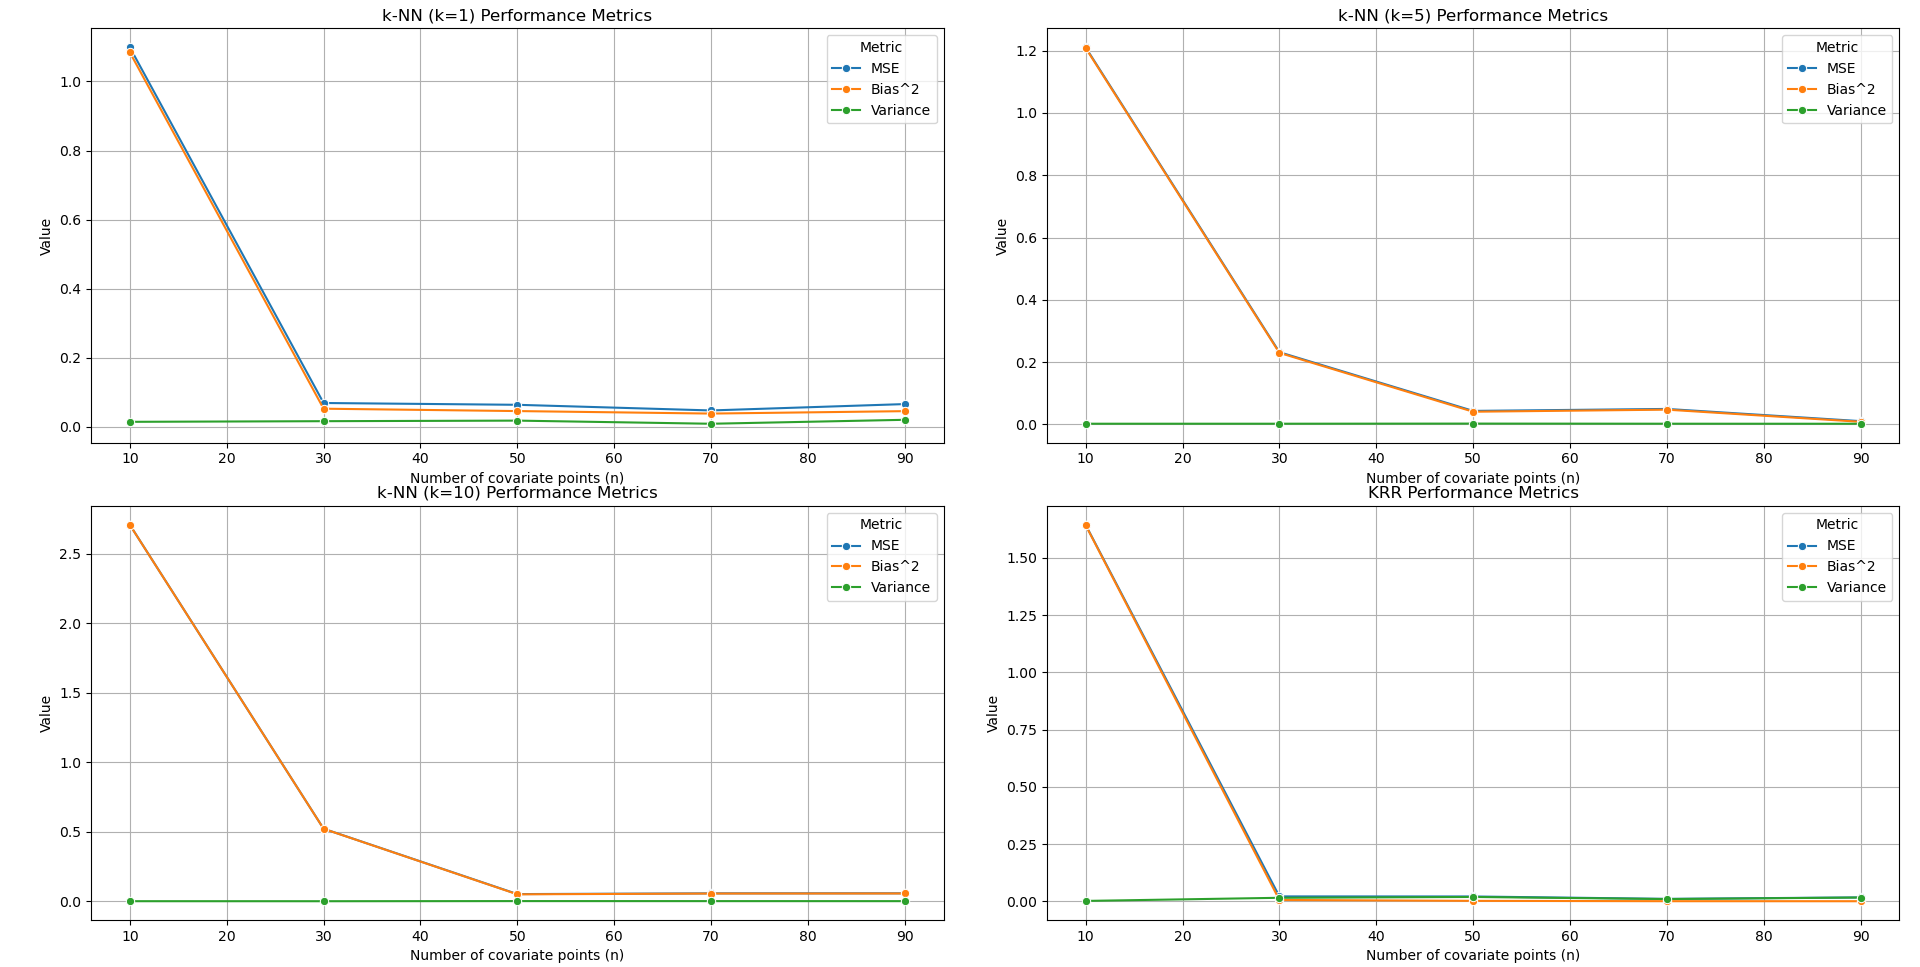 k-NN (k=1) Performance Metrics
Value
1.0
0.8
0.6
0.4
0.2
0.0
Metric
MSE
Bias^2
Variance
10 20 30 40 50 60 70 80 90
Number of covariate points (n)
k-NN (k=5) Performance Metrics
Value
1.2
1.0
0.8
0.6
0.4
0.2
0.0
Metric
MSE
Bias^2
Variance
10 20 30 40 50 60 70 80 90
Number of covariate points (n)
k-NN (k=10) Performance Metrics
Value
2.5
2.0
1.5
1.0
0.5
0.0
Metric
MSE
Bias^2
Variance
10 20 30 40 50 60 70 80 90
Number of covariate points (n)
KRR Performance Metrics
Value
1.50
1.25
1.00
0.75
0.50
0.25
0.00
Metric
MSE
Bias^2
Variance
10 20 30 40 50 60 70 80 90
Number of covariate points (n)